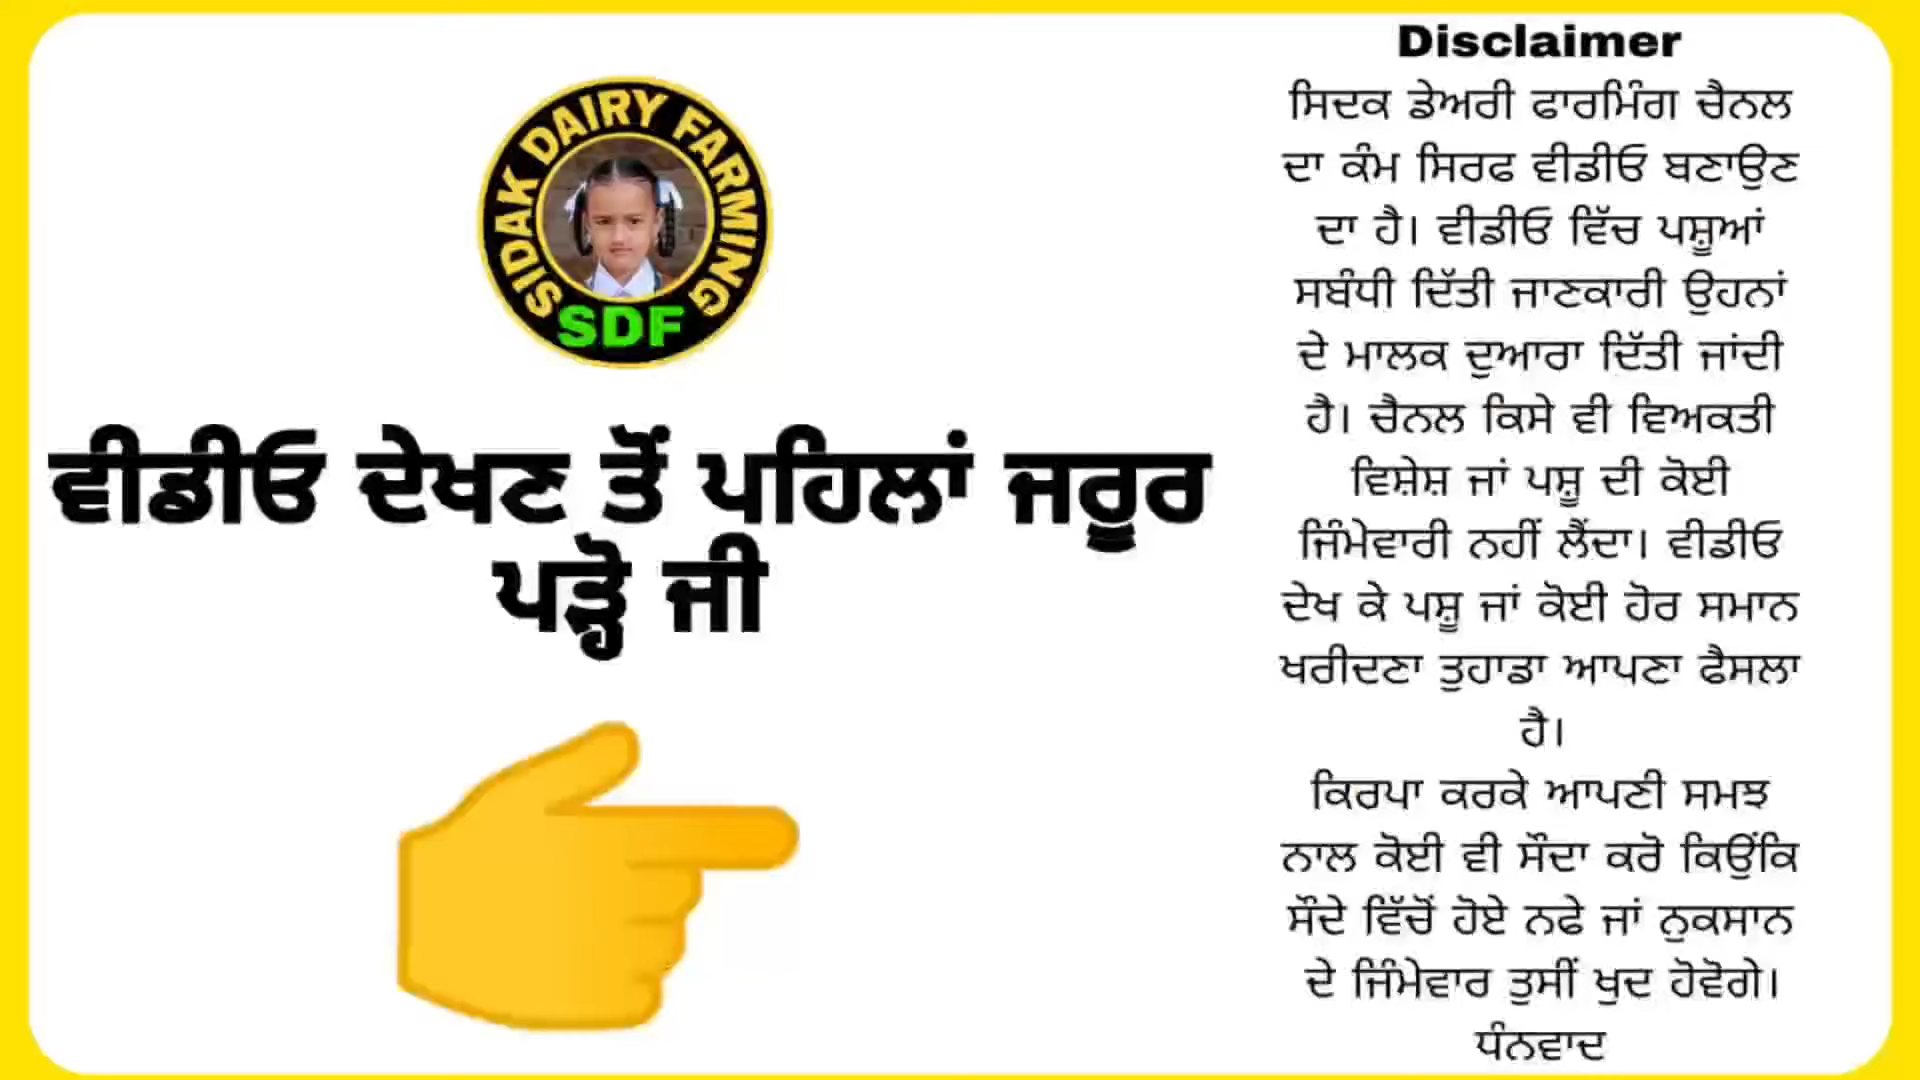 SIDAK DAIRY FARMING
SDF
ਵੀਡੀਓ ਦੇਖਣ ਤੋਂ ਪਹਿਲਾਂ ਜਰੂਰ
ਪੜ੍ਹੋ ਜੀ
Disclaimer
ਸਿਦਕ ਡੇਅਰੀ ਫਾਰਮਿੰਗ ਚੈਨਲ
ਦਾ ਕੰਮ ਸਿਰਫ ਵੀਡੀਓ ਬਣਾਉਣ
ਦਾ ਹੈ। ਵੀਡੀਓ ਵਿੱਚ ਪਸ਼ੂਆਂ
ਸਬੰਧੀ ਦਿੱਤੀ ਜਾਣਕਾਰੀ ਉਹਨਾਂ
ਦੇ ਮਾਲਕ ਦੁਆਰਾ ਦਿੱਤੀ ਜਾਂਦੀ
ਹੈ। ਚੈਨਲ ਕਿਸੇ ਵੀ ਵਿਅਕਤੀ
ਵਿਸ਼ੇਸ਼ ਜਾਂ ਪਸ਼ੂ ਦੀ ਕੋਈ
ਜਿੰਮੇਵਾਰੀ ਨਹੀਂ ਲੈਂਦਾ। ਵੀਡੀਓ
ਦੇਖ ਕੇ ਪਸ਼ੂ ਜਾਂ ਕੋਈ ਹੋਰ ਸਮਾਨ
ਖਰੀਦਣਾ ਤੁਹਾਡਾ ਆਪਣਾ ਫੈਸਲਾ
ਹੈ।
ਕਿਰਪਾ ਕਰਕੇ ਆਪਣੀ ਸਮਝ
ਨਾਲ ਕੋਈ ਵੀ ਸੌਦਾ ਕਰੋ ਕਿਉਂਕਿ
ਸੌਦੇ ਵਿੱਚੋਂ ਹੋਏ ਨਫੇ ਜਾਂ ਨੁਕਸਾਨ
ਦੇ ਜਿੰਮੇਵਾਰ ਤੁਸੀਂ ਖੁਦ ਹੋਵੋਗੇ।
ਧੰਨਵਾਦ